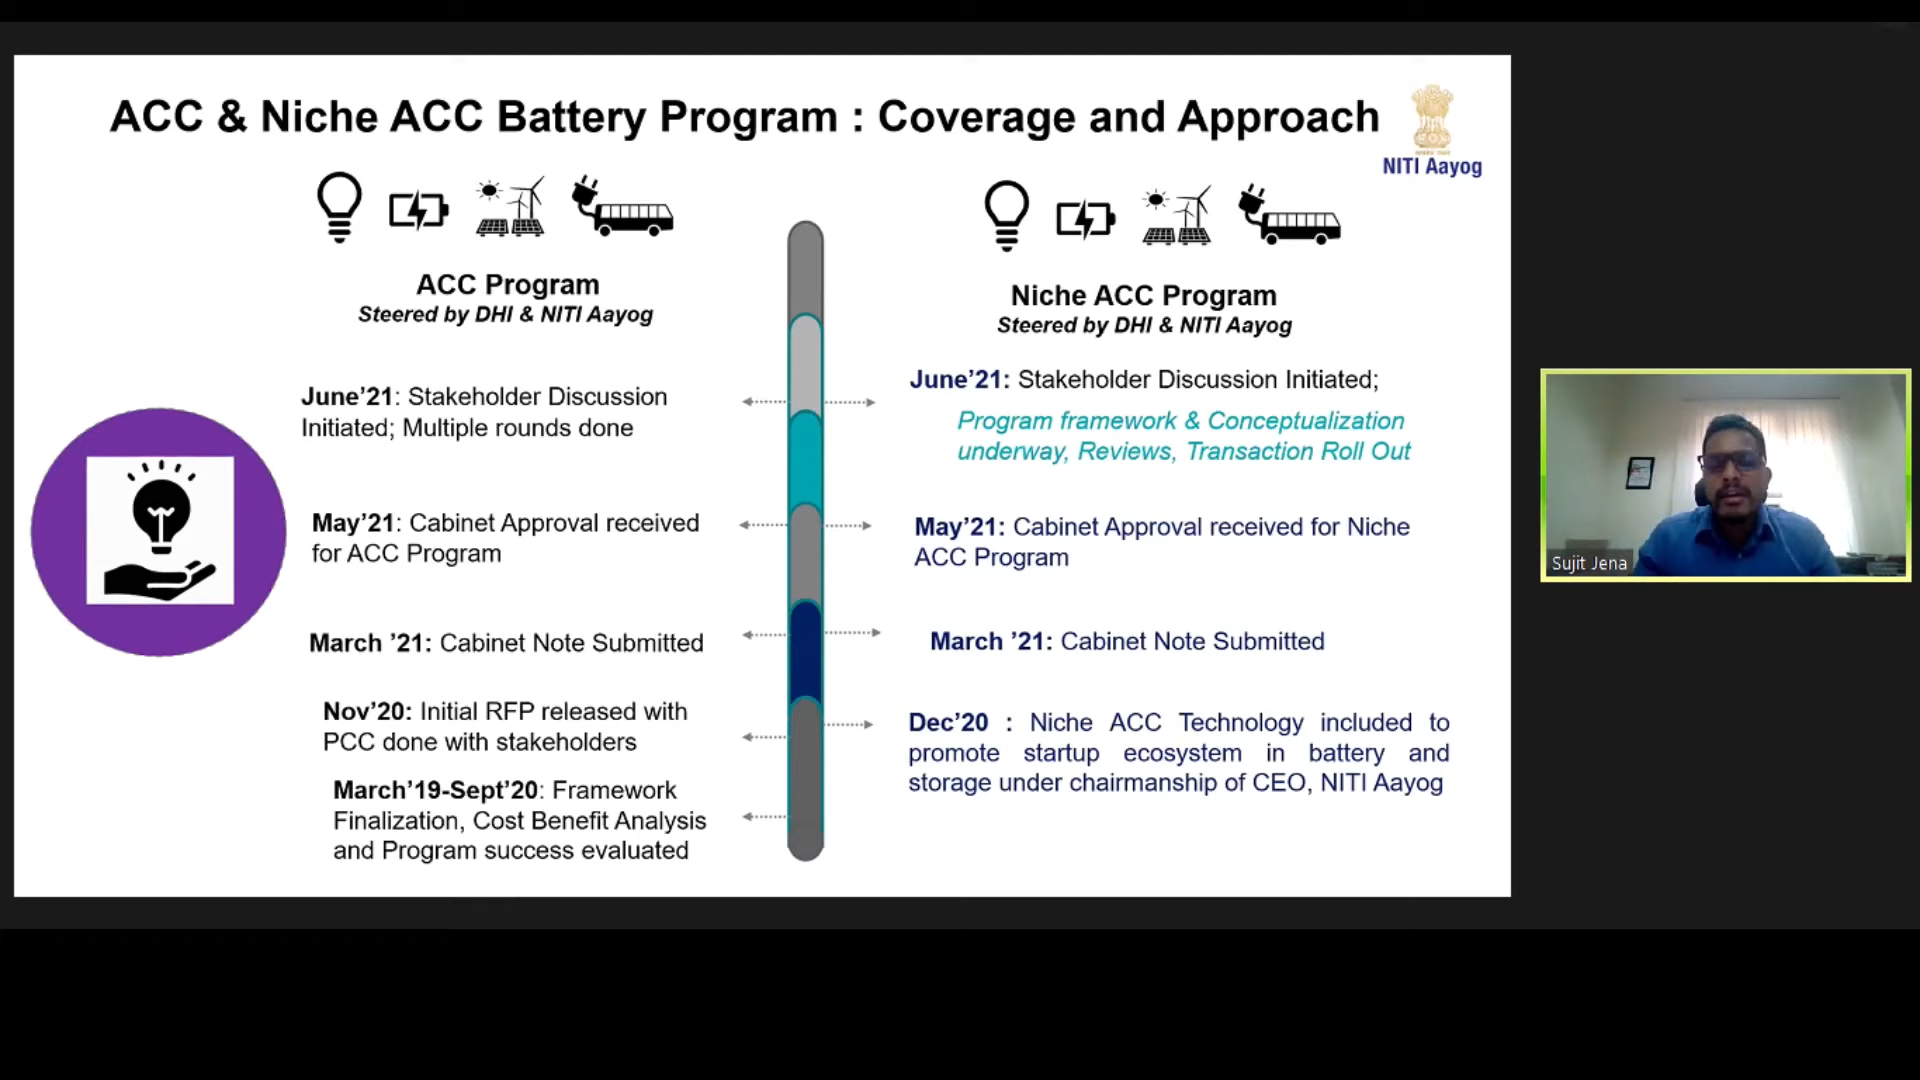 ACC & Niche ACC Battery Program : Coverage and Approach
NITI Aayog
ACC Program
Steered by DHI & NITI Aayog
June’21: Stakeholder Discussion
Initiated; Multiple rounds done
May’21: Cabinet Approval received
for ACC Program
March ’21: Cabinet Note Submitted
Nov’20: Initial RFP released with
PCC done with stakeholders
March’19-Sept’20: Framework
Finalization, Cost Benefit Analysis
and Program success evaluated
Niche ACC Program
Steered by DHI & NITI Aayog
June’21: Stakeholder Discussion Initiated;
Program framework & Conceptualization
underway, Reviews, Transaction Roll Out
May’21: Cabinet Approval received for Niche
ACC Program
March ’21: Cabinet Note Submitted
Dec’20 : Niche ACC Technology included to
promote startup ecosystem in battery and
storage under chairmanship of CEO, NITI Aayog
Sujit Jena